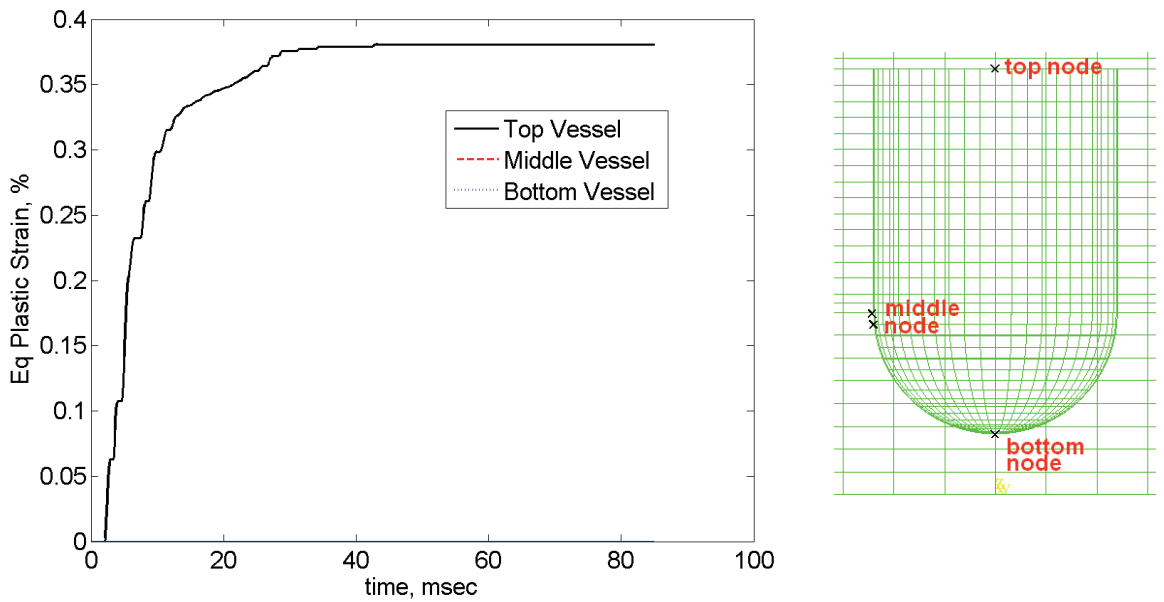 0.4
0.35
0.3
0.25
0.2
0.15
0.1
0.05
0
Eq Plastic Strain, %
0
20
40
60
80
100
time, msec
Top Vessel
Middle Vessel
Bottom Vessel
top node
middle
node
bottom
node